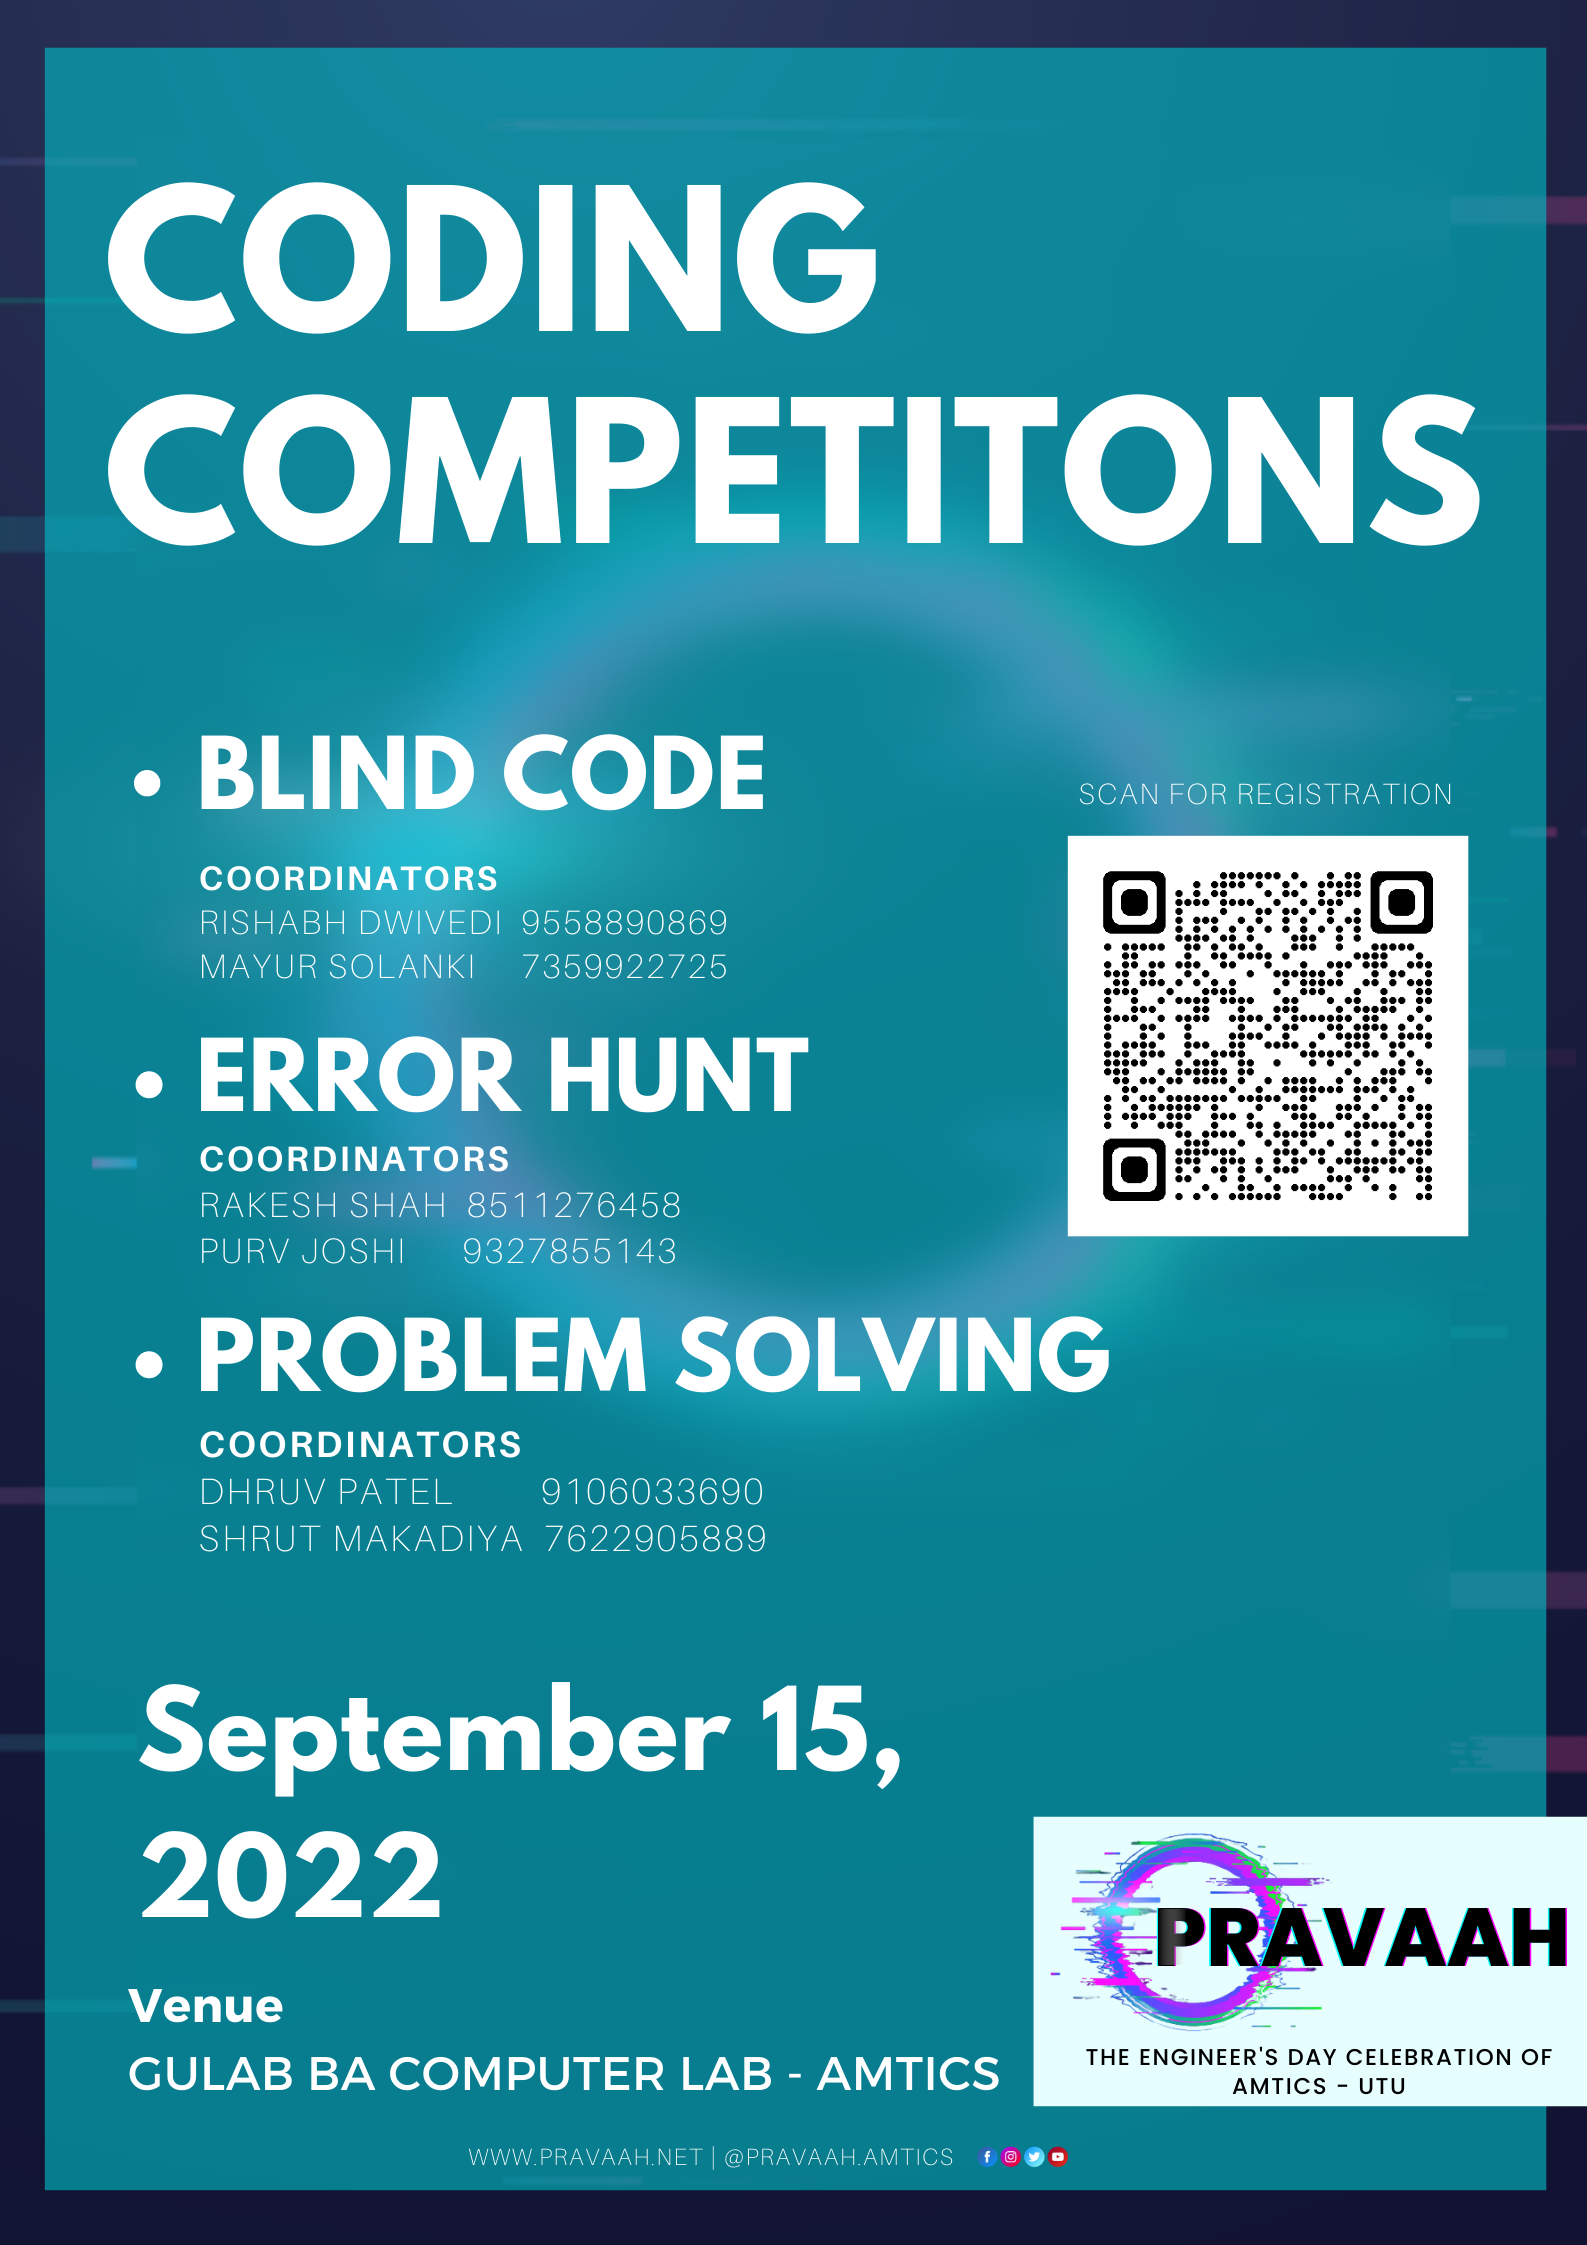 CODING
COMPETITONS
• BLIND CODE
COORDINATORS
RISHABH DWIVEDI 9558890869
MAYUR SOLANKI 7359922725
SCAN FOR REGISTRATION
• ERROR HUNT
COORDINATORS
RAKESH SHAH 8511276458
PURV JOSHI 9327855143
• PROBLEM SOLVING
COORDINATORS
DHRUV PATEL 9106033690
SHRUT MAKADIYA 7622905889
September 15,
2022
Venue
GULAB BA COMPUTER LAB - AMTICS
PRAVAAH
THE ENGINEER'S DAY CELEBRATION OF
AMTICS - UTU
WWW.PRAVAAH.NET | @PRAVAAH.AMTICS